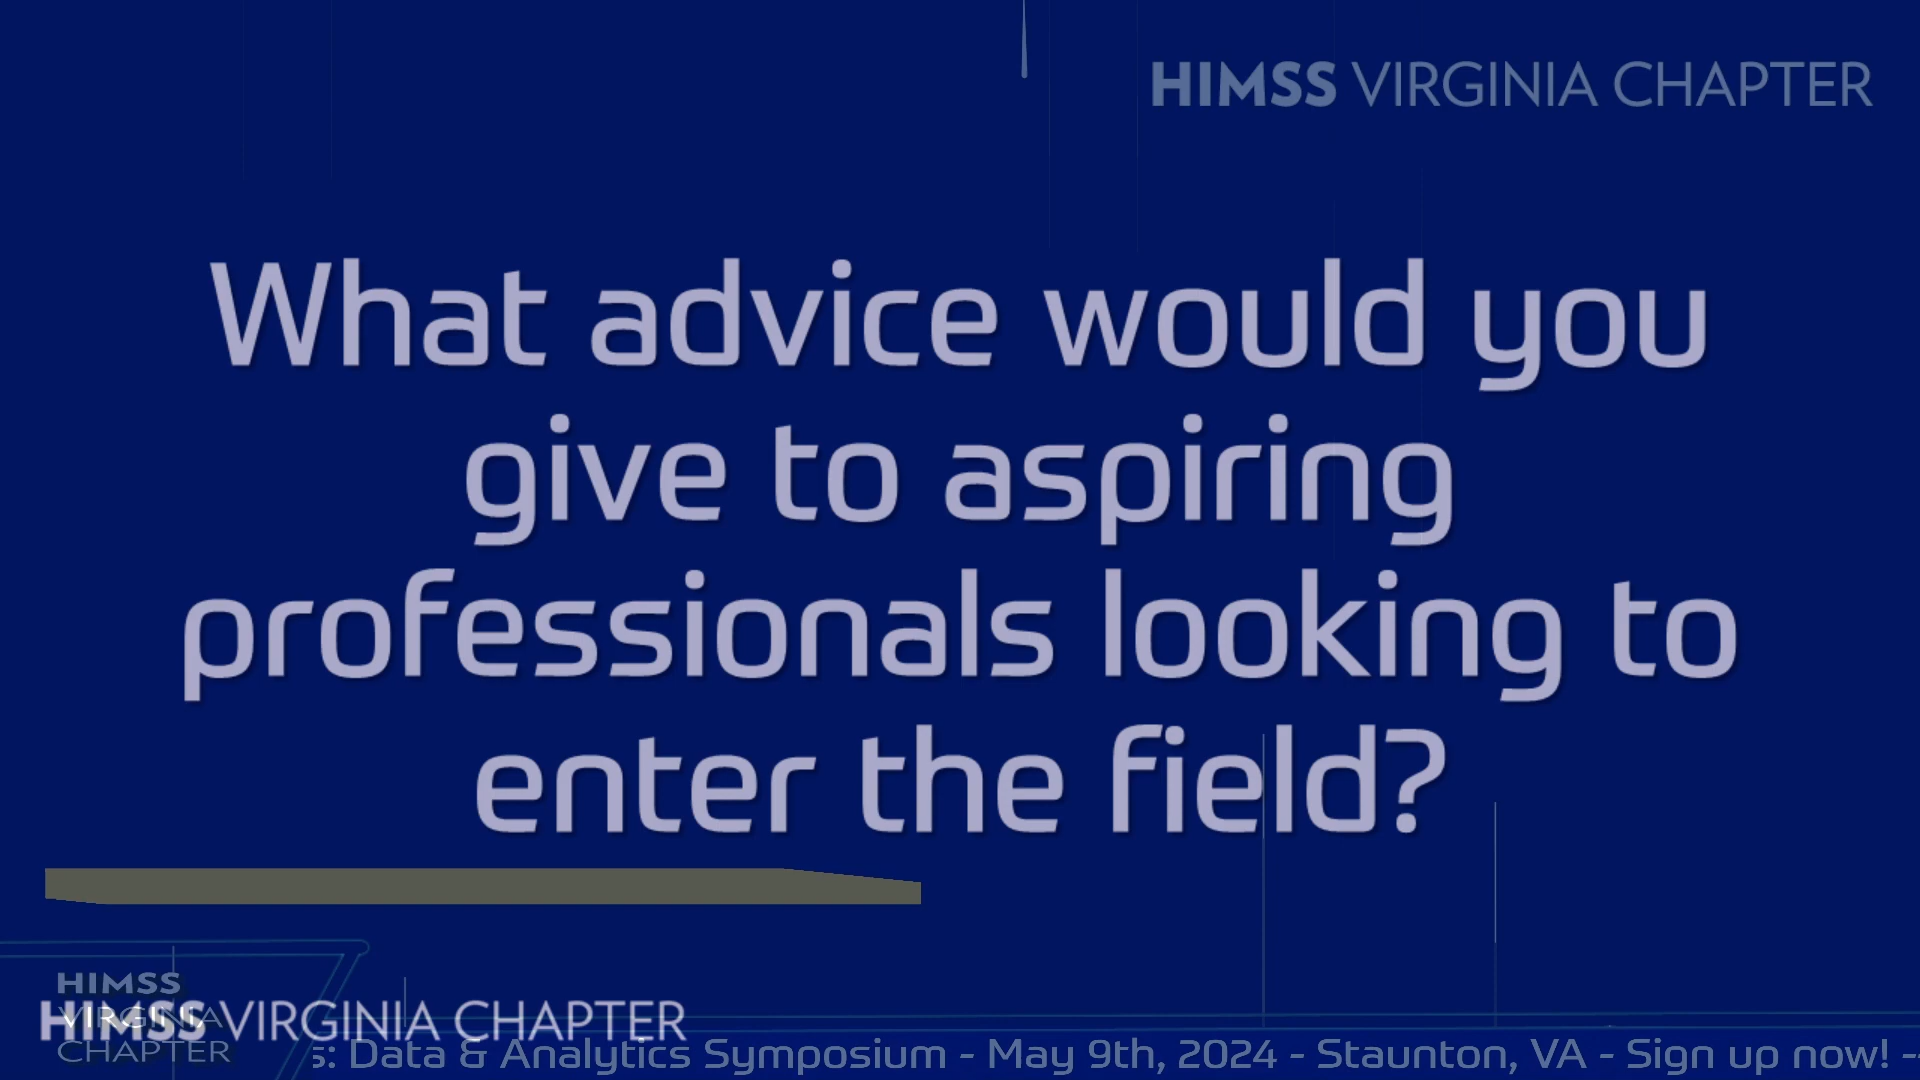 HIMSS VIRGINIA CHAPTER
What advice would you
give to aspiring
professionals looking to
enter the field?
HIMSS
VIRGINIA
CHAPTER
HIMSS VIRGINIA CHAPTER
s: Data & Analytics Symposium - May 9th, 2024 - Staunton, VA - Sign up now! --